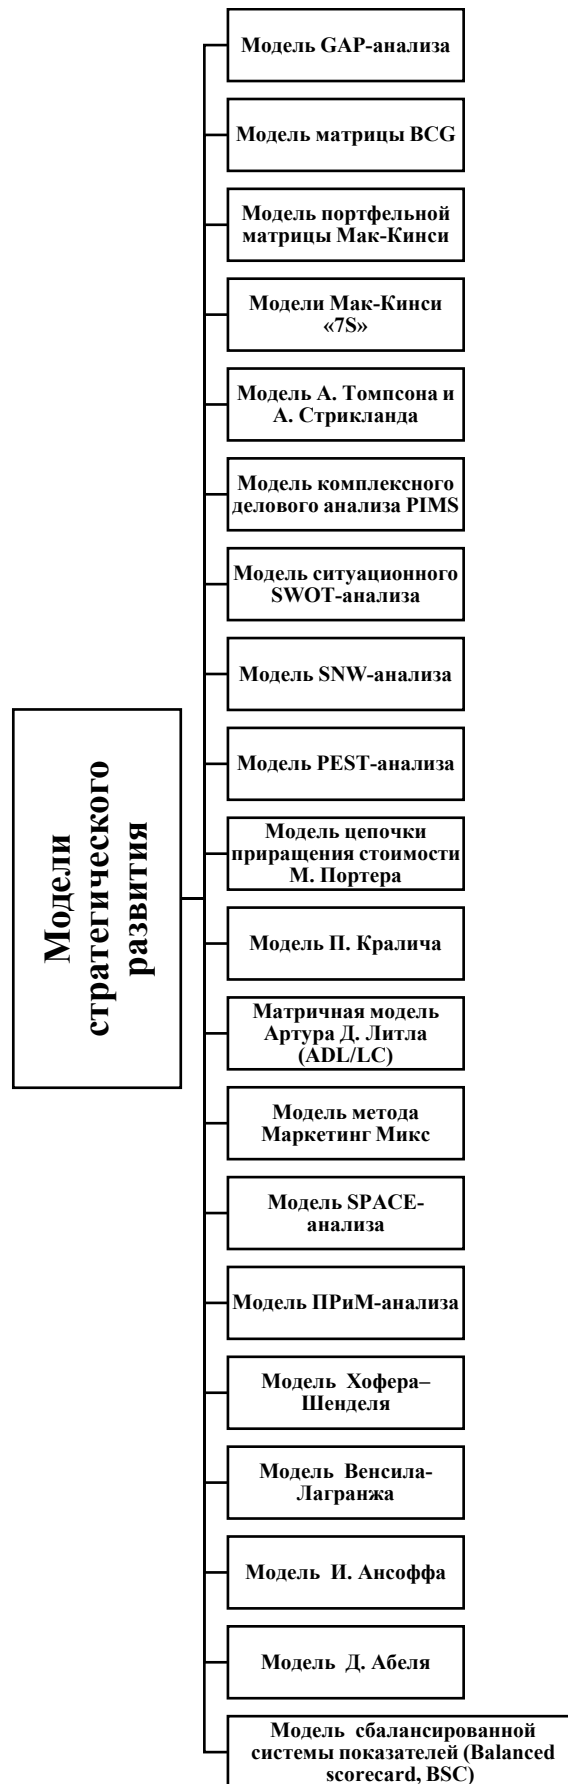 Модели
стратегического
развития
Модель GAP-анализа
Модель матрицы BCG
Модель портфельной
матрицы Мак-Кинси
Модели Мак-Кинси
«7S»
Модель А. Томпсона и
А. Стрикланда
Модель комплексного
делового анализа PIMS
Модель ситуационного
SWOT-анализа
Модель SNW-анализа
Модель PEST-анализа
Модель цепочки
приращения стоимости
М. Портера
Модель П. Кралича
Матричная модель
Артура Д. Литла
(ADL/LC)
Модель метода
Маркетинг Микс
Модель SPACE-
анализа
Модель ПРиМ-анализа
Модель Хофера–
Шенделя
Модель Венсила-
Лагранжа
Модель И. Ансоффа
Модель Д. Абеля
Модель сбалансированной
системы показателей (Balanced
scorecard, BSC)